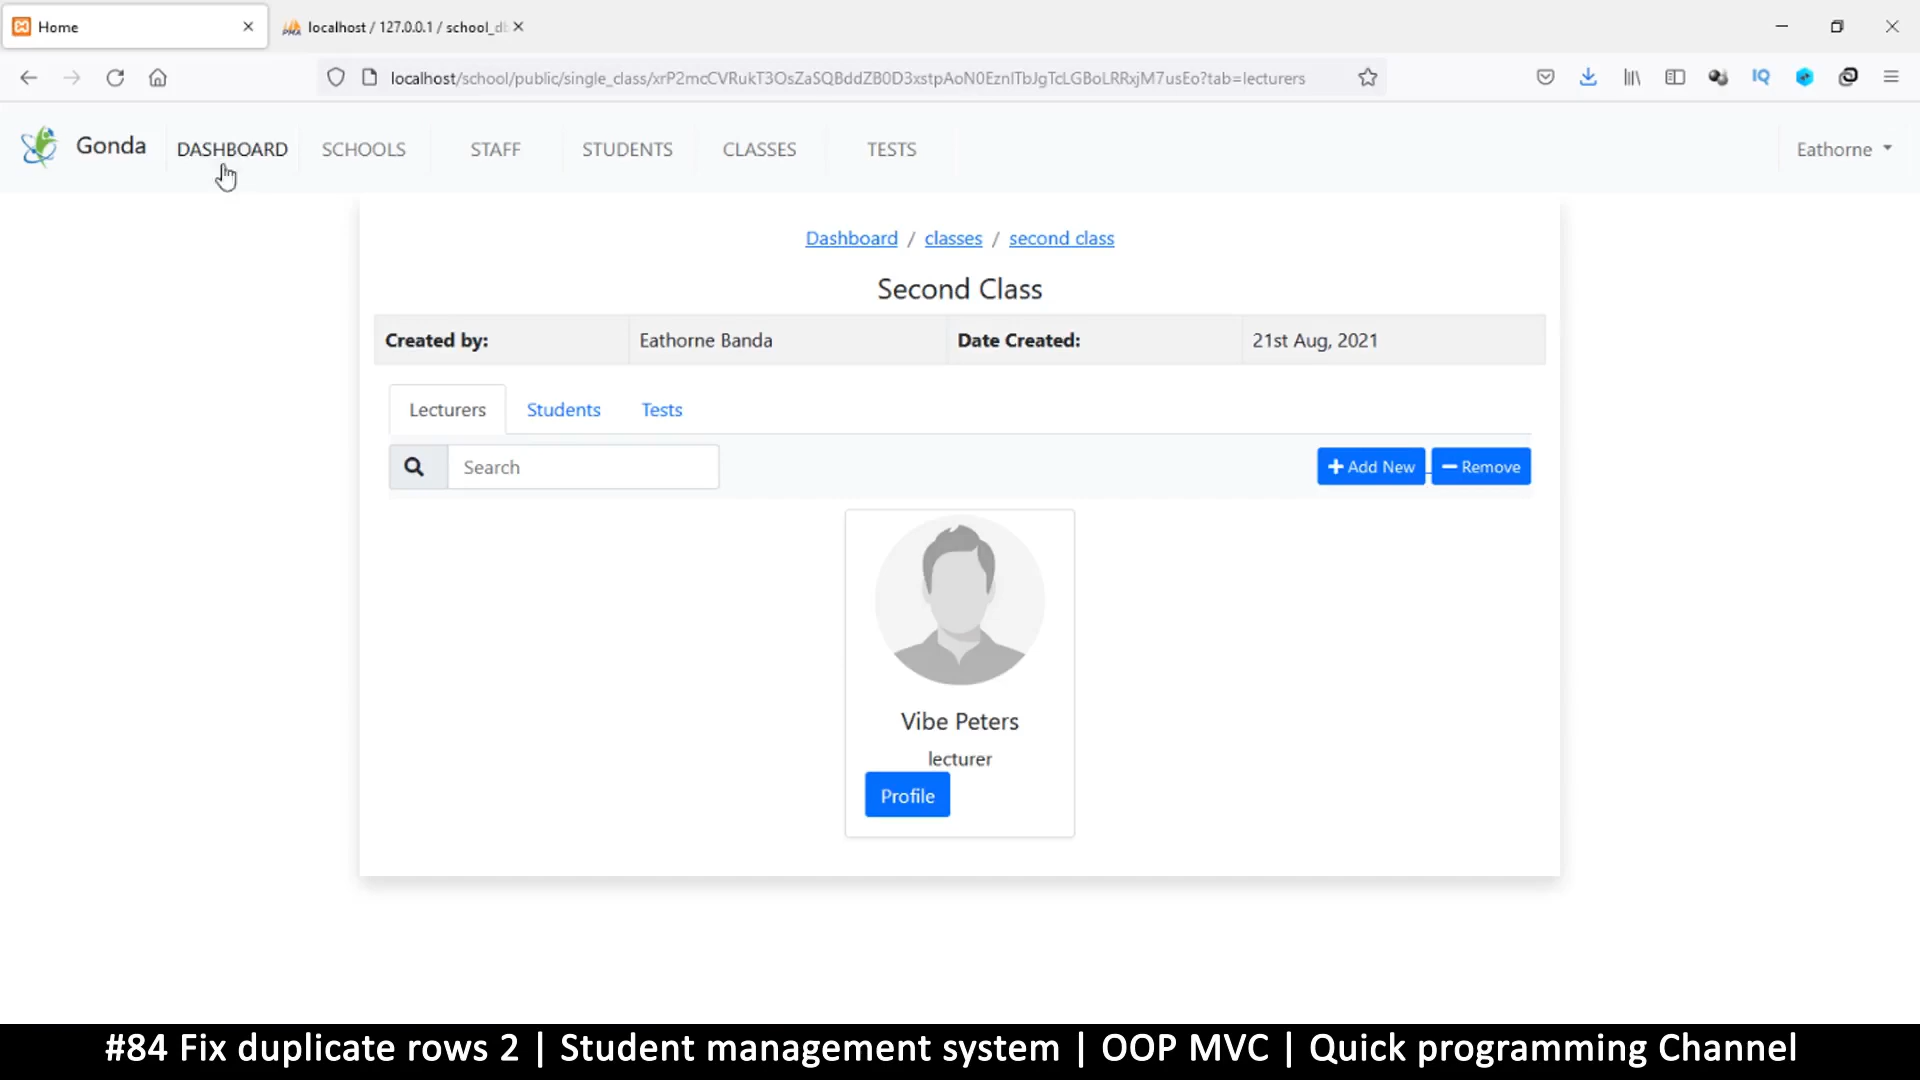 Home
localhost / 127.0.0.1 / school_db
localhost/school/public/single_class/xrP2mcCVRukT3OsZaSQBddZB0D3xstpAoN0EznITbJgTcLGBoLRRxjM7usEo?tab=lecturers
IQ
Gonda
DASHBOARD
SCHOOLS
STAFF
STUDENTS
CLASSES
TESTS
Eathorne
Dashboard / classes / second class
Second Class
Created by:
Eathorne Banda
Date Created:
21st Aug, 2021
Lecturers
Students
Tests
Search
Add New
Remove
Vibe Peters
lecturer
Profile
#84 Fix duplicate rows 2 | Student management system | OOP MVC | Quick programming Channel